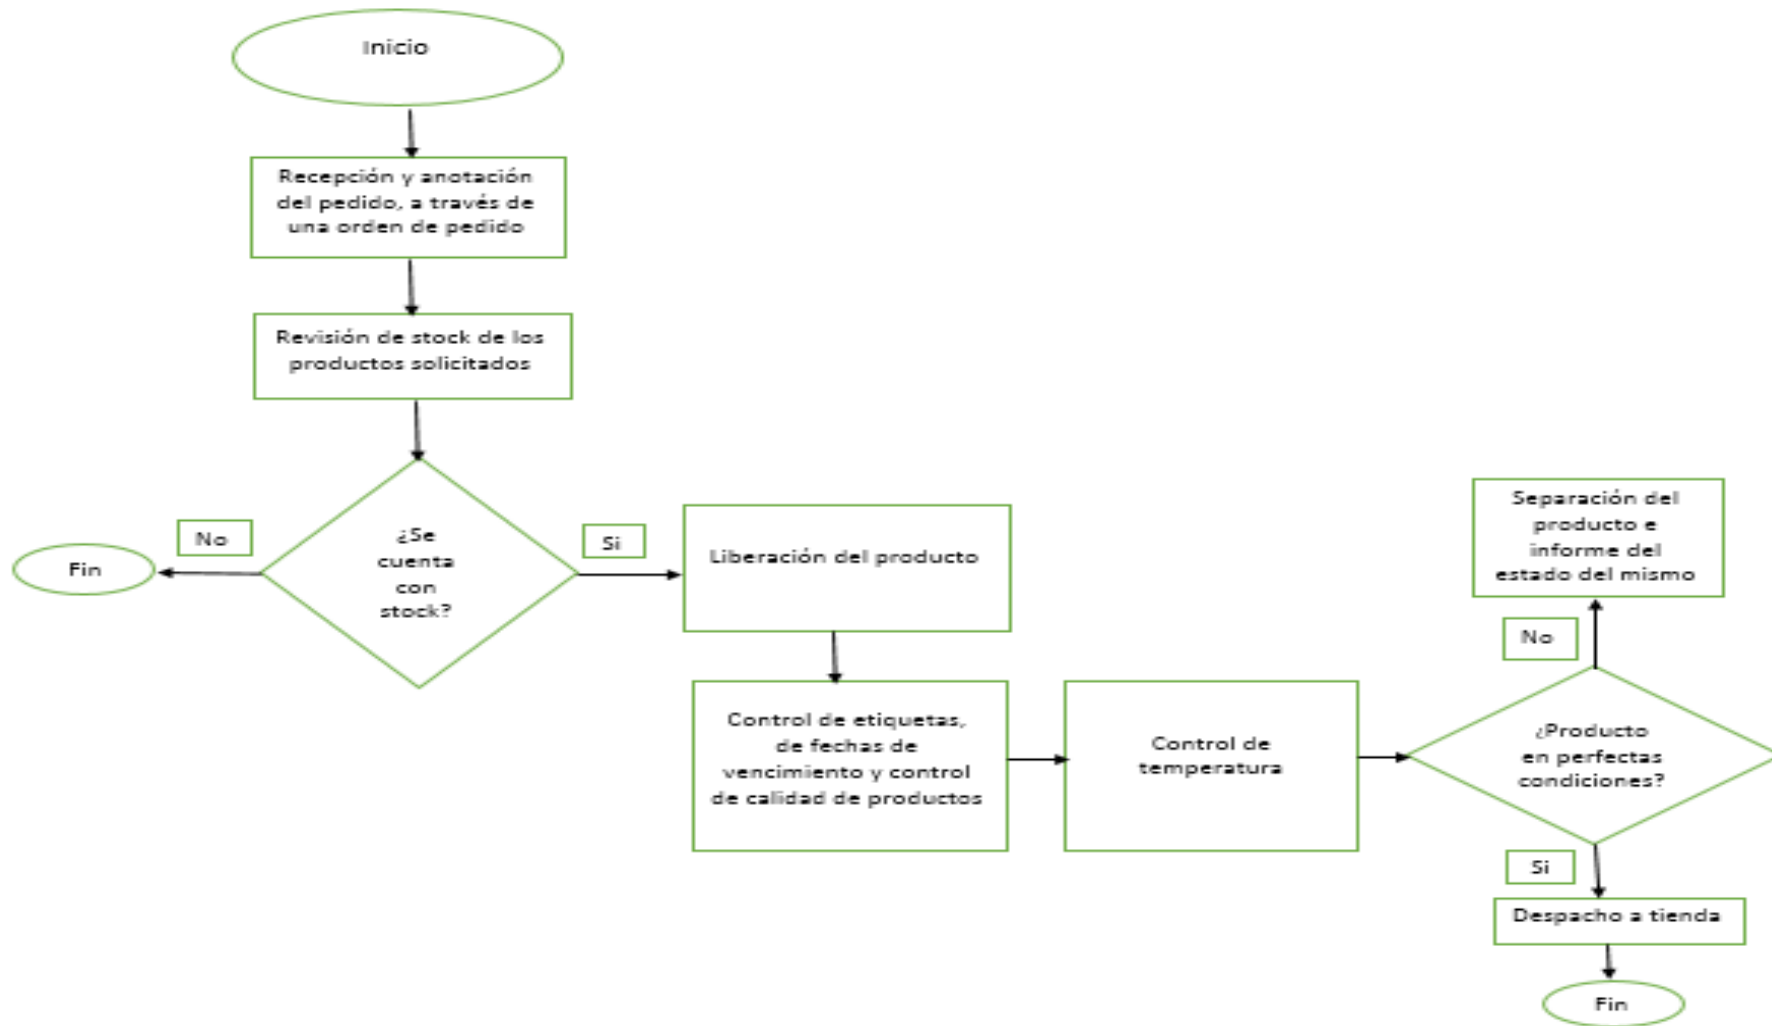 Inicio
Recepción y anotación
del pedido, a través de
una orden de pedido
Revisión de stock de los
productos solicitados
¿Se
cuenta
con
stock?
No
Fin
Si
Liberación del producto
Control de etiquetas,
de fechas de
vencimiento y control
de calidad de productos
Control de
temperatura
¿Producto
en perfectas
condiciones?
No
Separación del
producto e
informe del
estado del mismo
Si
Despacho a tienda
Fin